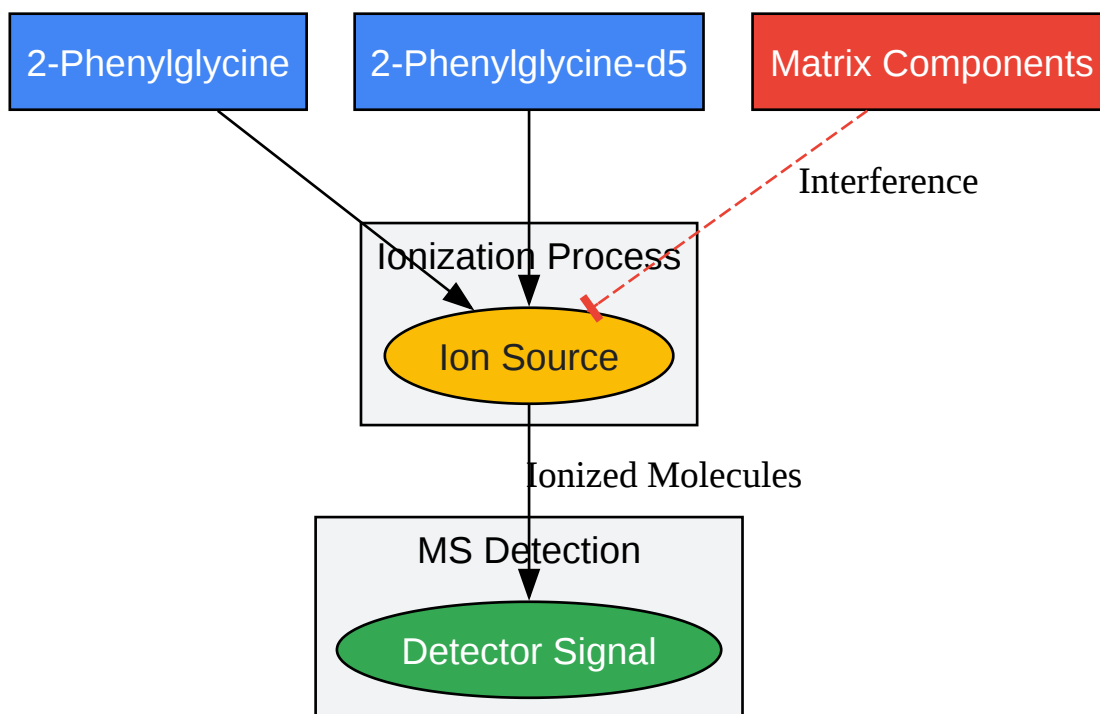 2-Phenylglycine
2-Phenylglycine-d5
Matrix Components
Interference
Ionization Process
Ion Source
Ionized Molecules
MS Detection
Detector Signal